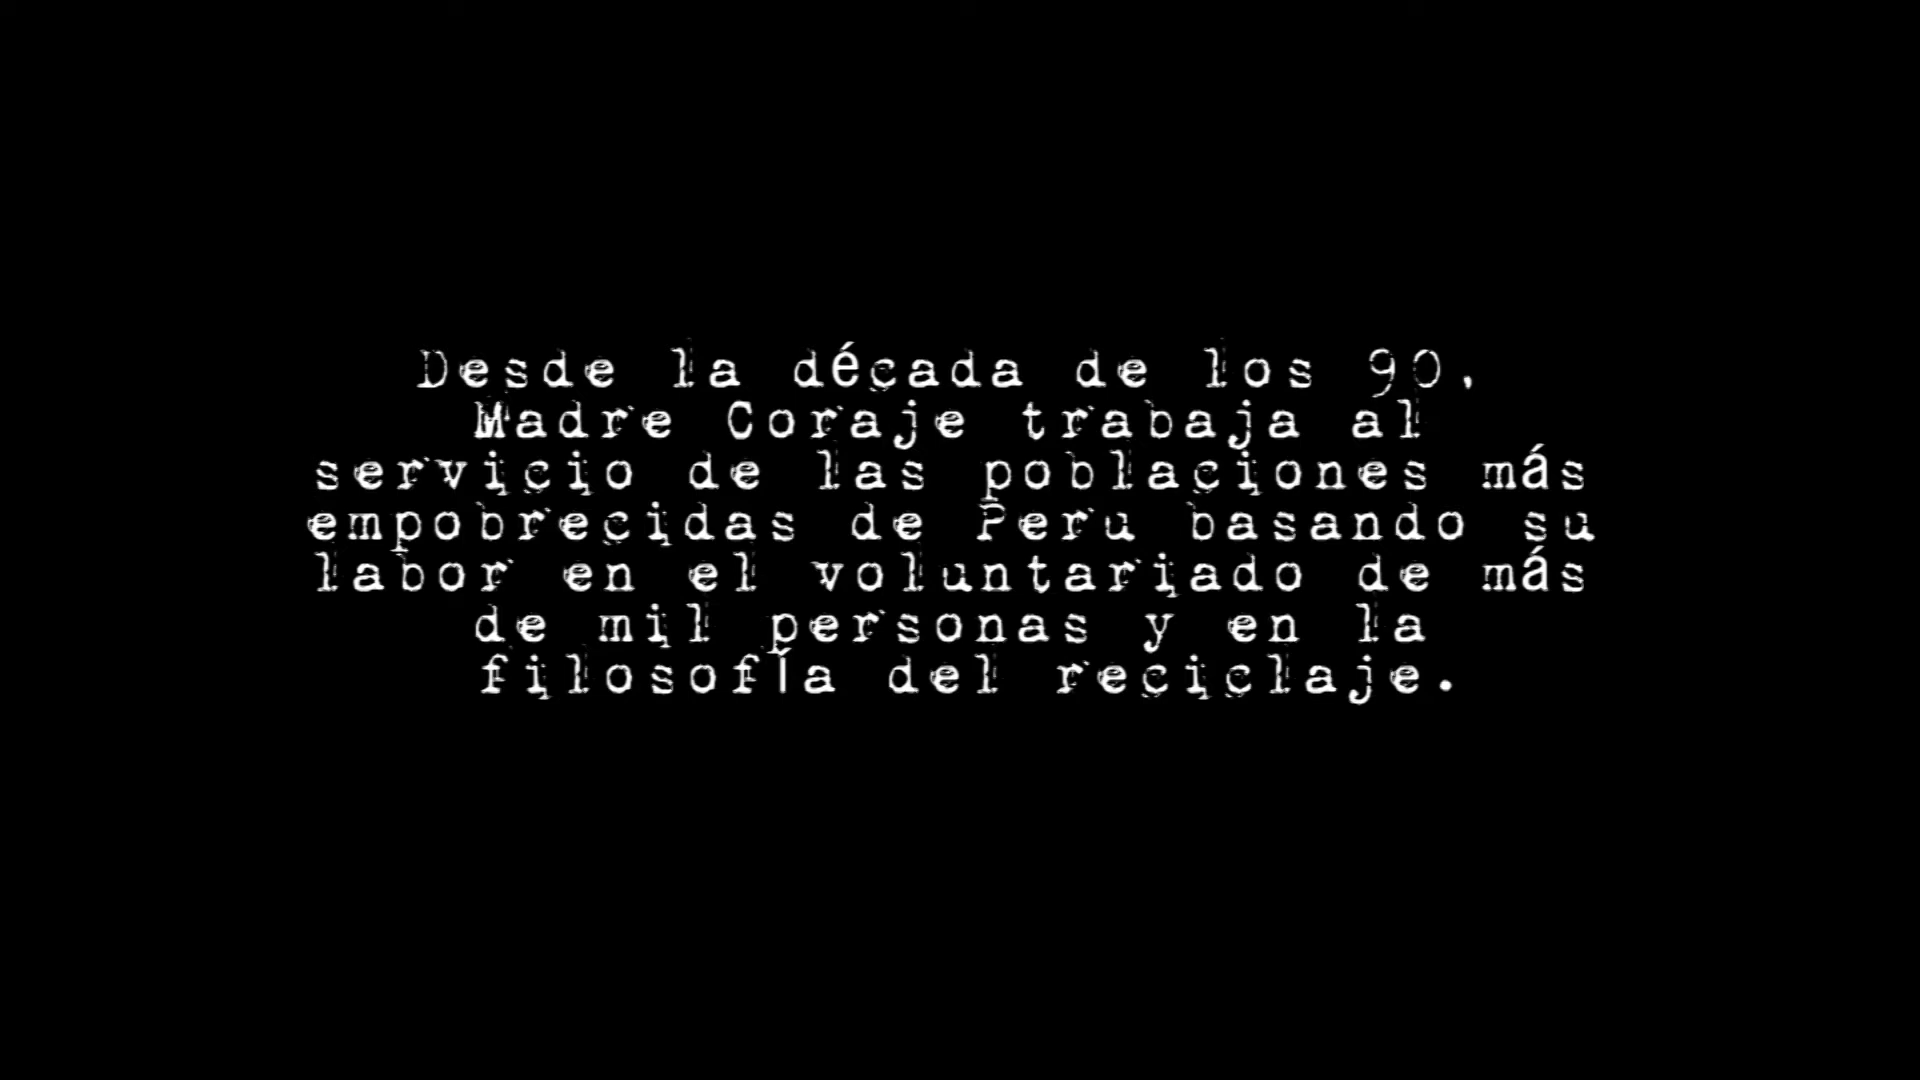 Desde la década de los 90,
Madre Coraje trabaja al
servicio de las poblaciones más
empobrecidas de Peru basando su
labor en el voluntariado de más
de mil personas y en la
filosofía del reciclaje.